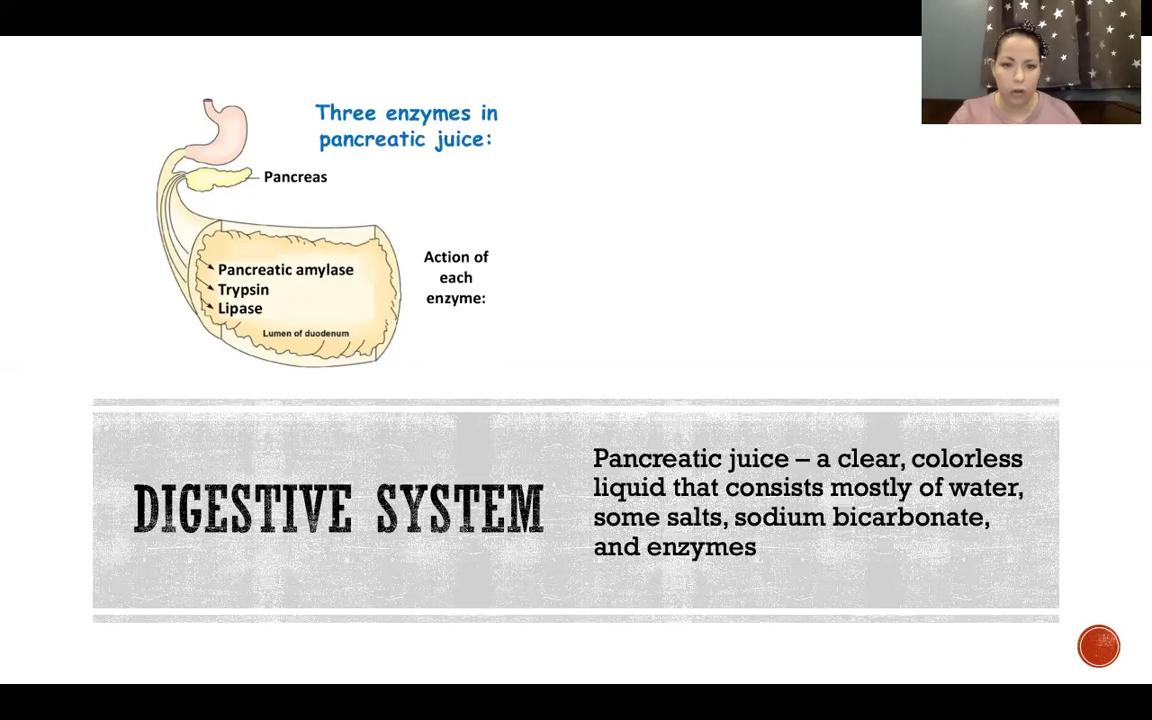 Three enzymes in
pancreatic juice:
Pancreas
Action of
each
enzyme:
Pancreatic amylase
Trypsin
Lipase
Lumen of duodenum
DIGESTIVE SYSTEM
Pancreatic juice – a clear, colorless
liquid that consists mostly of water,
some salts, sodium bicarbonate,
and enzymes